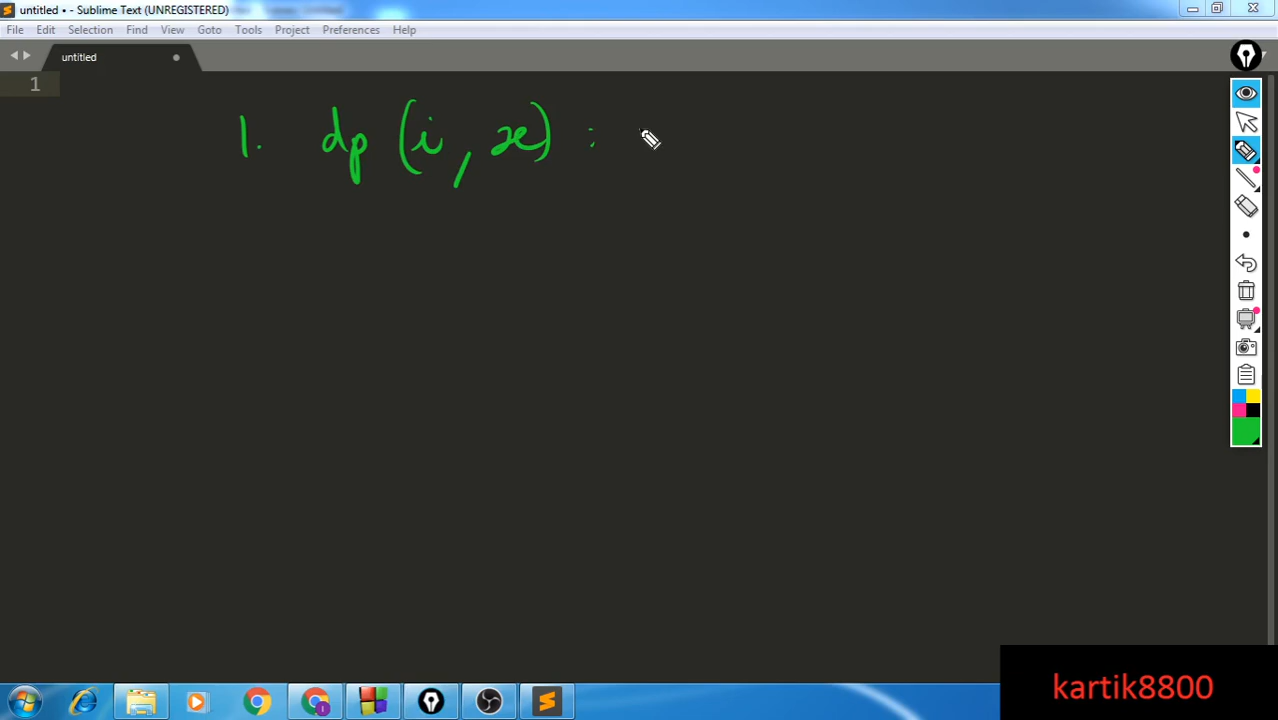 untitled • - Sublime Text (UNREGISTERED)
File Edit Selection Find View Goto Tools Project Preferences Help
untitled
1
1. dp (i, x) :
kartik8800